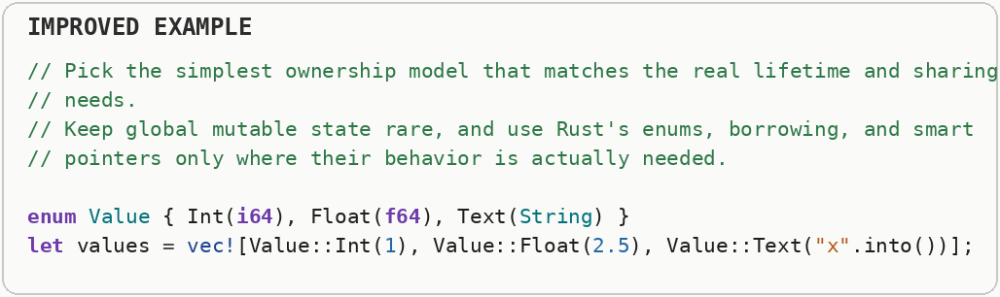 IMPROVED EXAMPLE
// Pick the simplest ownership model that matches the real lifetime and sharing
// needs.
// Keep global mutable state rare, and use Rust's enums, borrowing, and smart
// pointers only where their behavior is actually needed.
enum Value { Int(i64), Float(f64), Text(String) }
let values = vec![Value::Int(1), Value::Float(2.5), Value::Text("x".into())];